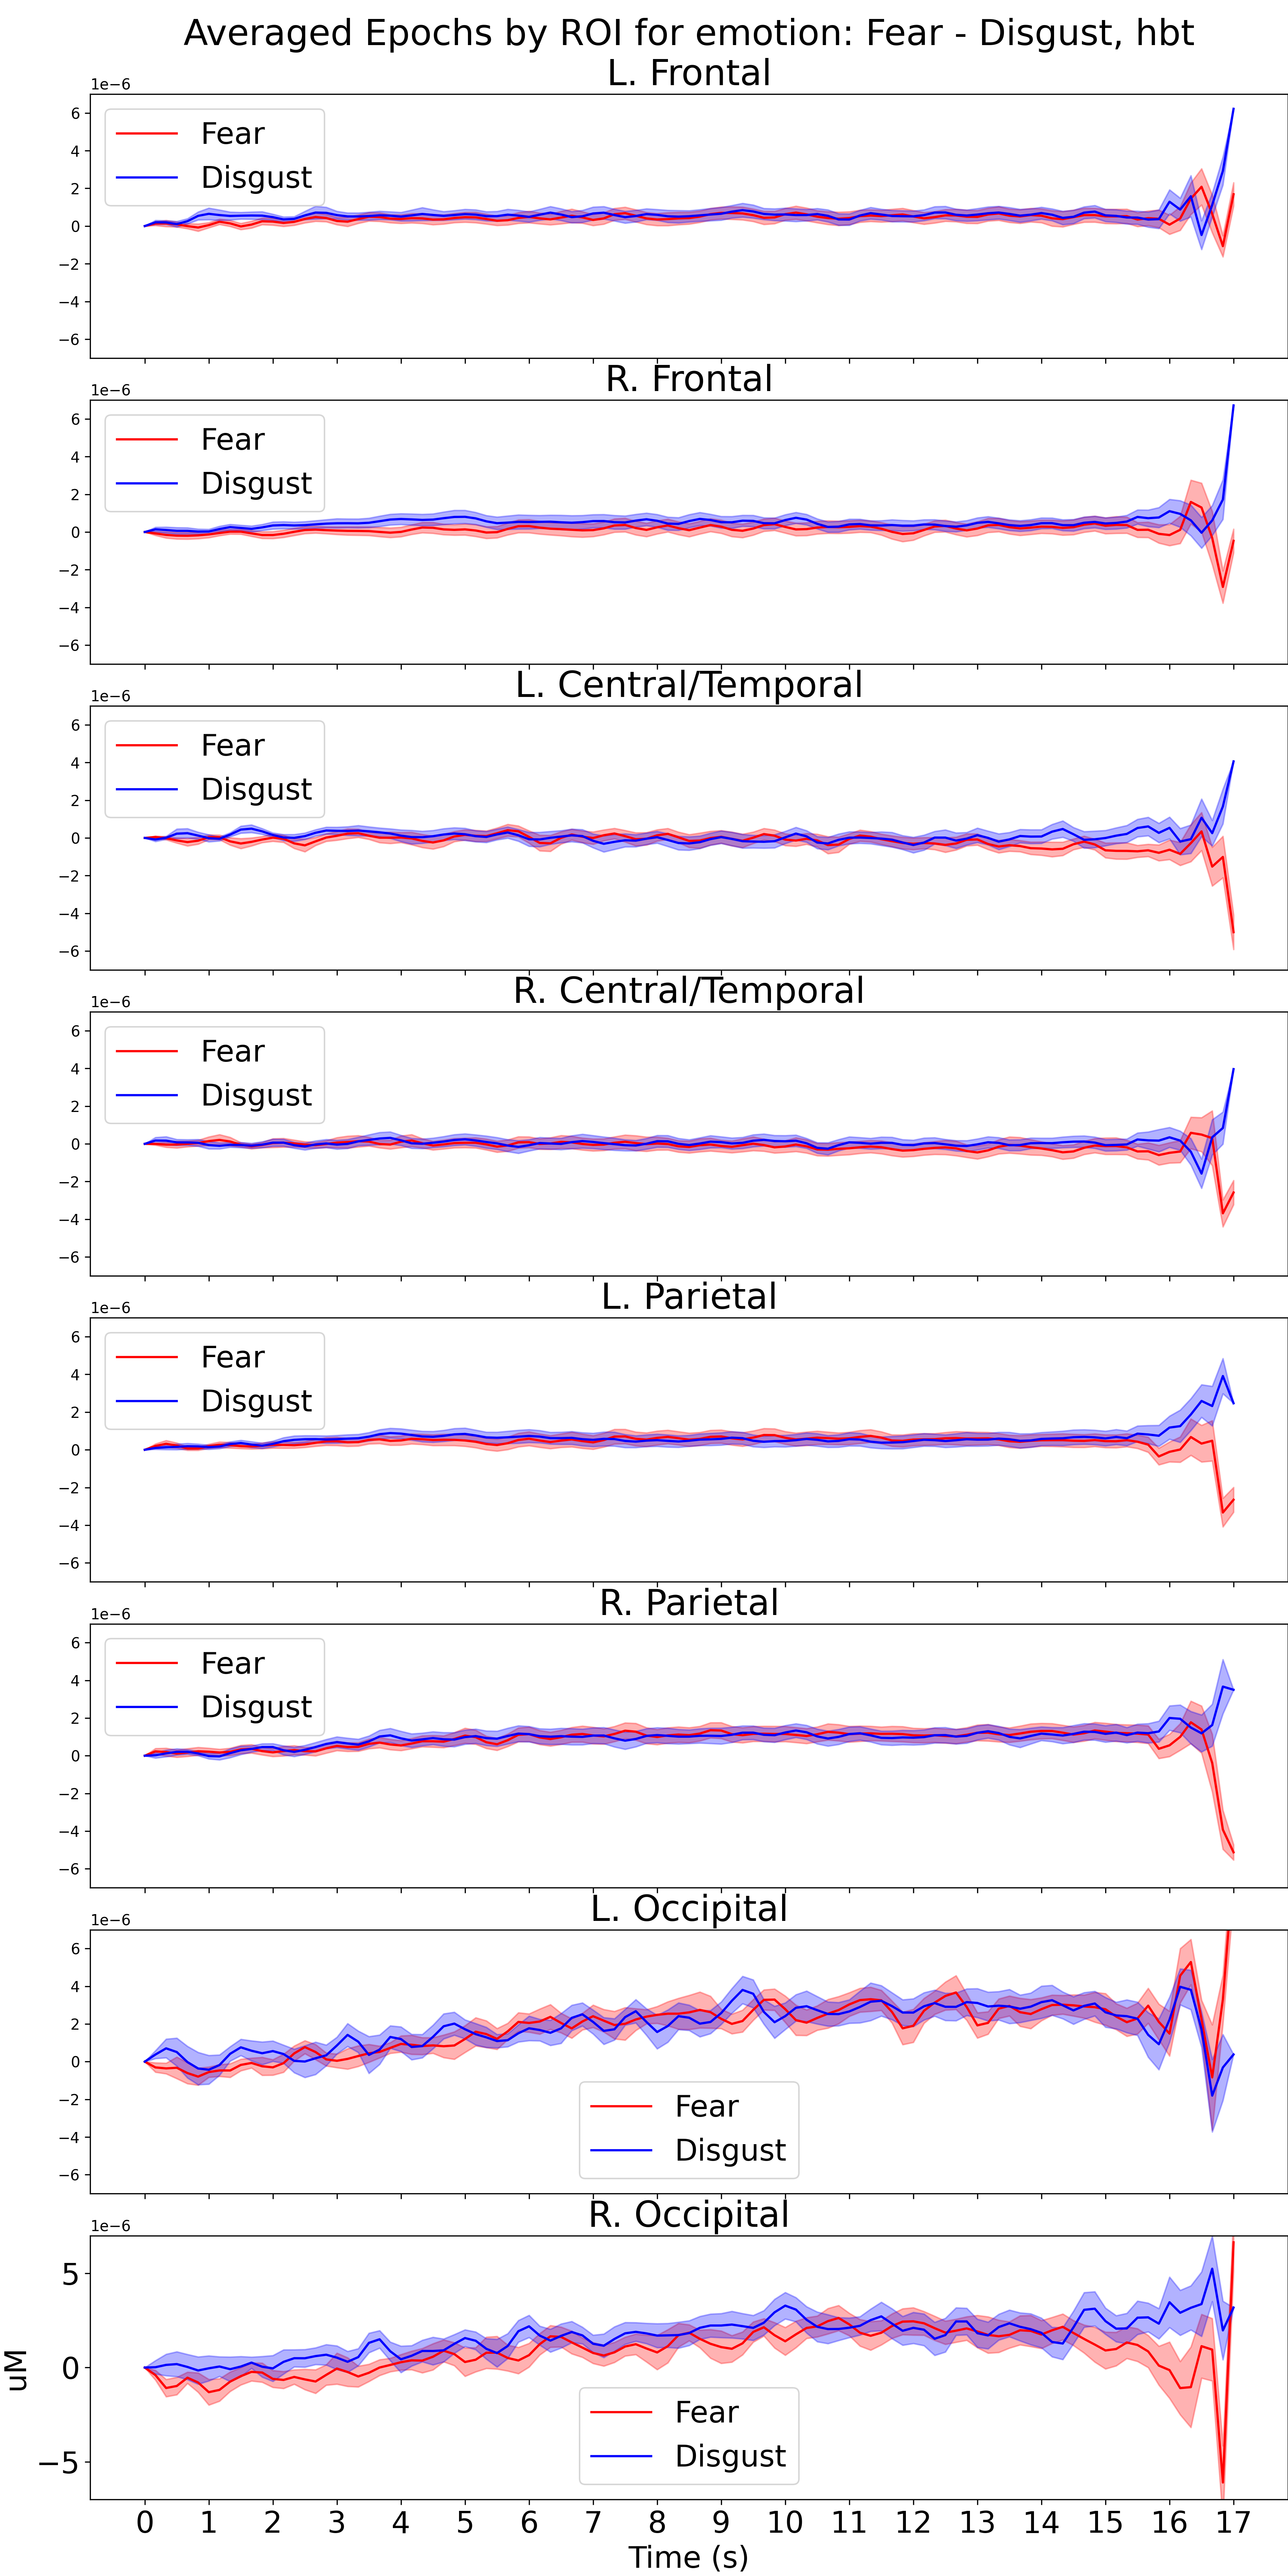 Averaged Epochs by ROI for emotion: Fear - Disgust, hbt
L. Frontal
1e−6
6
4
2
0
−2
−4
−6
Fear
Disgust
R. Frontal
1e−6
6
4
2
0
−2
−4
−6
Fear
Disgust
L. Central/Temporal
1e−6
6
4
2
0
−2
−4
−6
Fear
Disgust
R. Central/Temporal
1e−6
6
4
2
0
−2
−4
−6
Fear
Disgust
L. Parietal
1e−6
6
4
2
0
−2
−4
−6
Fear
Disgust
R. Parietal
1e−6
6
4
2
0
−2
−4
−6
Fear
Disgust
L. Occipital
1e−6
6
4
2
0
−2
−4
−6
Fear
Disgust
R. Occipital
1e−6
5
0
−5
uM
Fear
Disgust
0 1 2 3 4 5 6 7 8 9 10 11 12 13 14 15 16 17
Time (s)